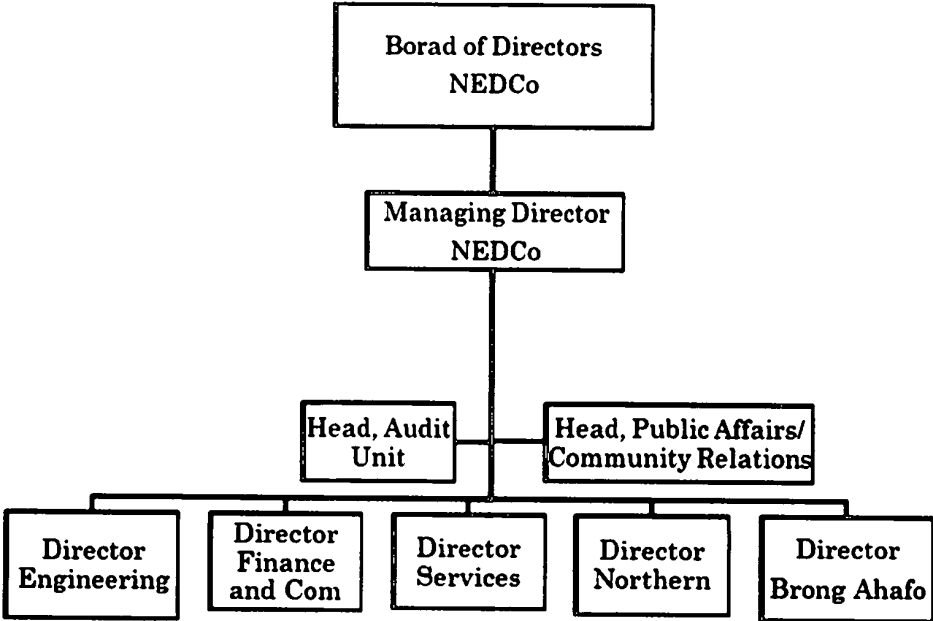 Borad of Directors
NEDCo
Managing Director
NEDCo
Head, Audit
Unit
Head, Public Affairs/
Community Relations
Director
Engineering
Director
Finance
and Com
Director
Services
Director
Northern
Director
Brong Ahafo